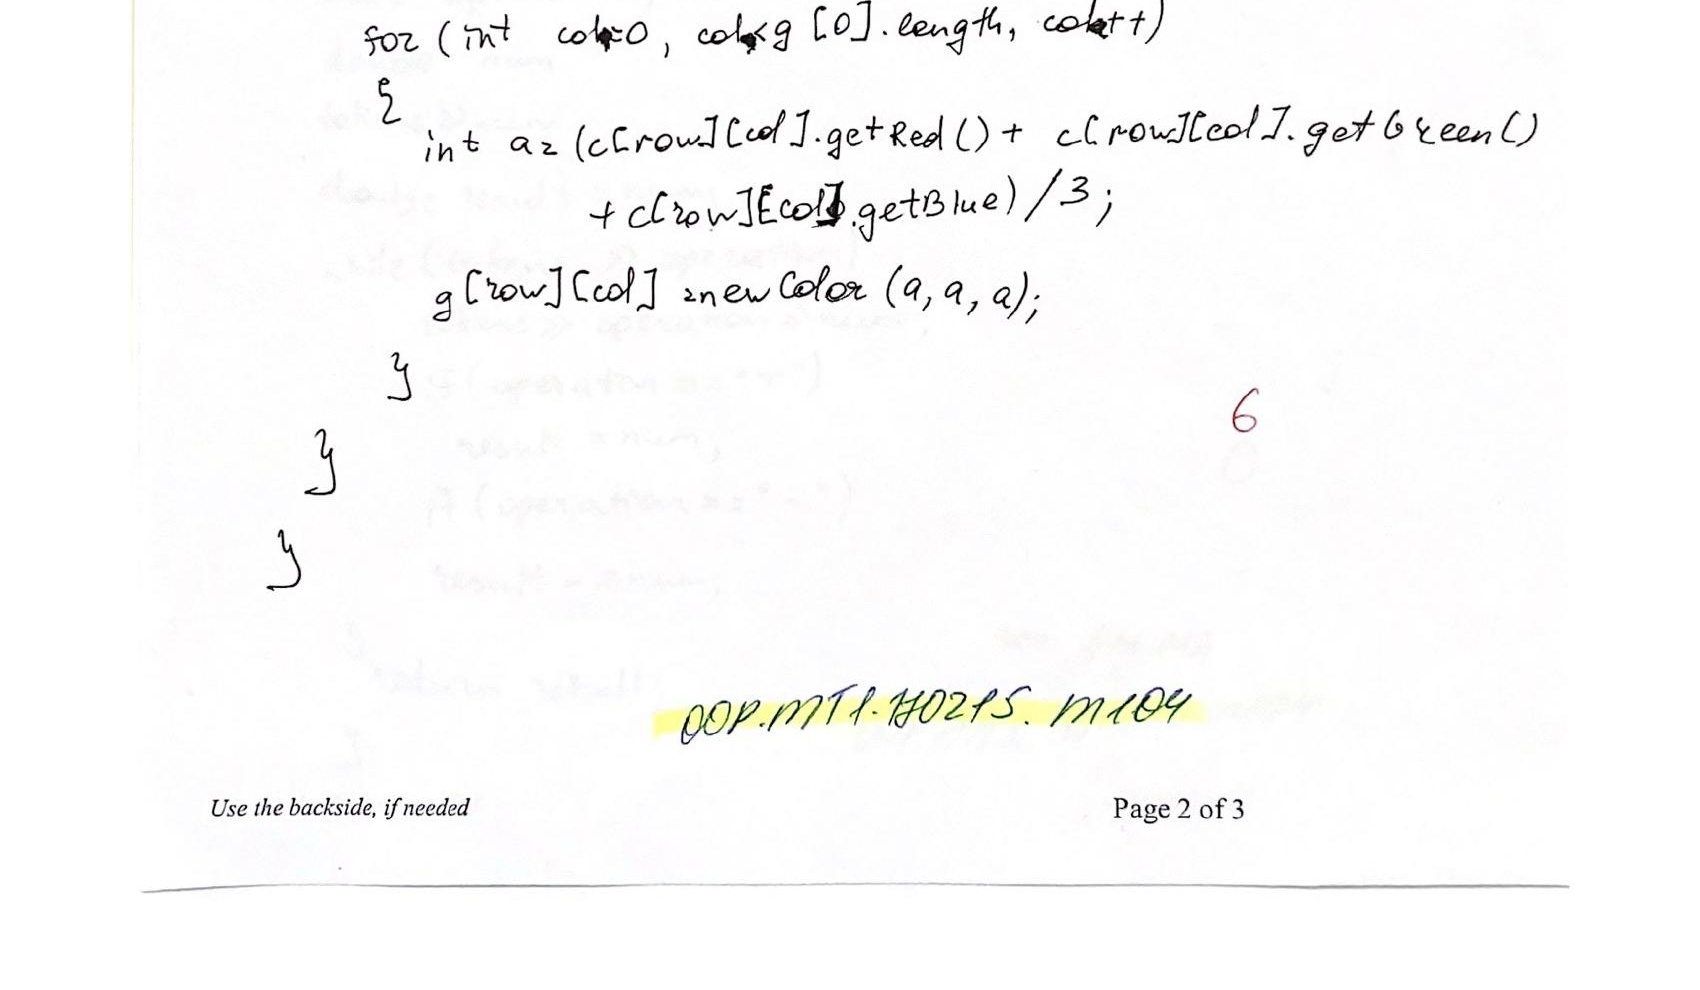 for (int col=0, col<g[0].length, col++)
{
int a = (c[row][col].getRed() + c[row][col].getGreen()
+ c[row][col].getBlue) /3;
g[row][col] = new Color (a, a, a);
}
6
}
}
OOP.MT1.170215.M104
Use the backside, if needed Page 2 of 3